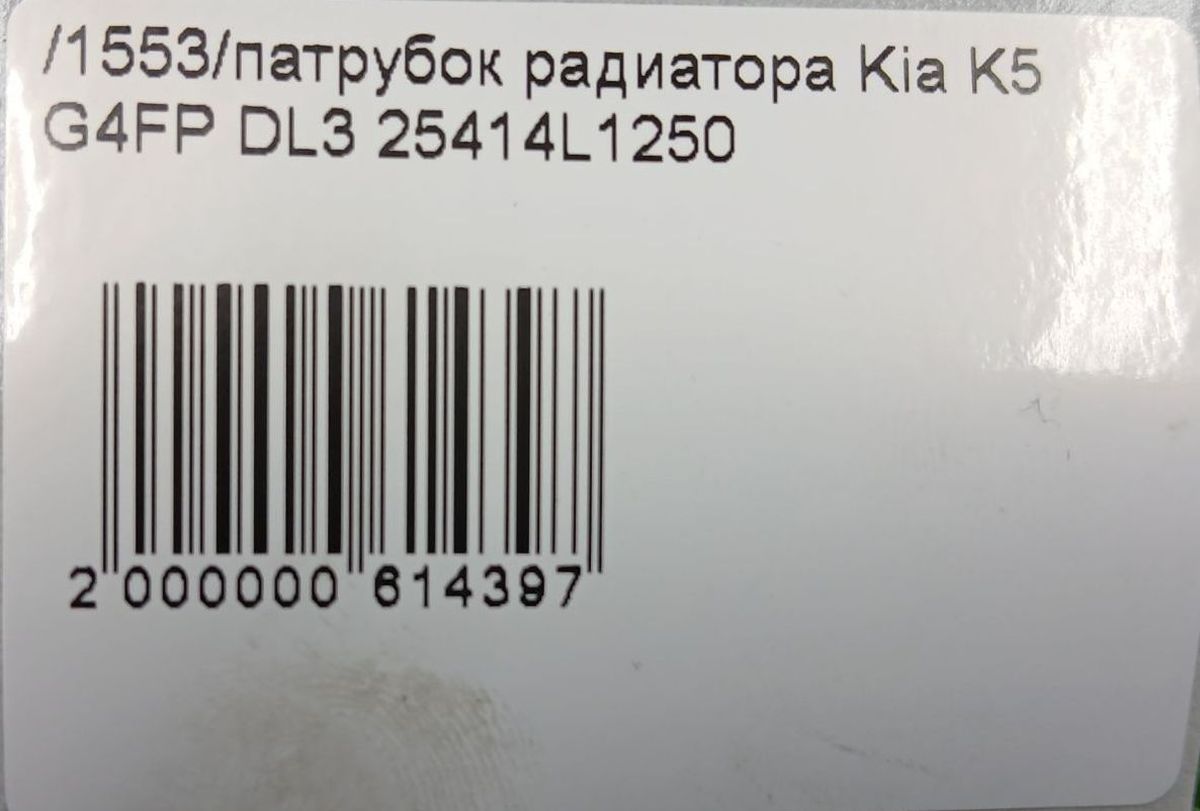 /1553/патрубок радиатора Kia K5
G4FP DL3 25414L1250
2 000000 614397